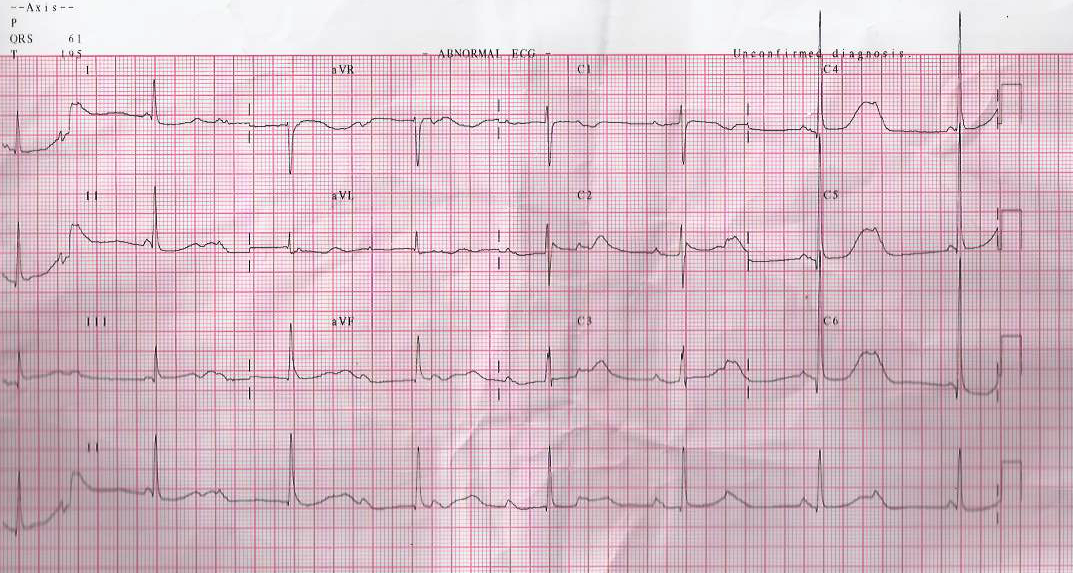 --Axis--
P
QRS 61
T 195
- ABNORMAL ECG - Unconfirmed diagnosis.
I aVR C1 C4
II aVL C2 C5
III aVF C3 C6
II